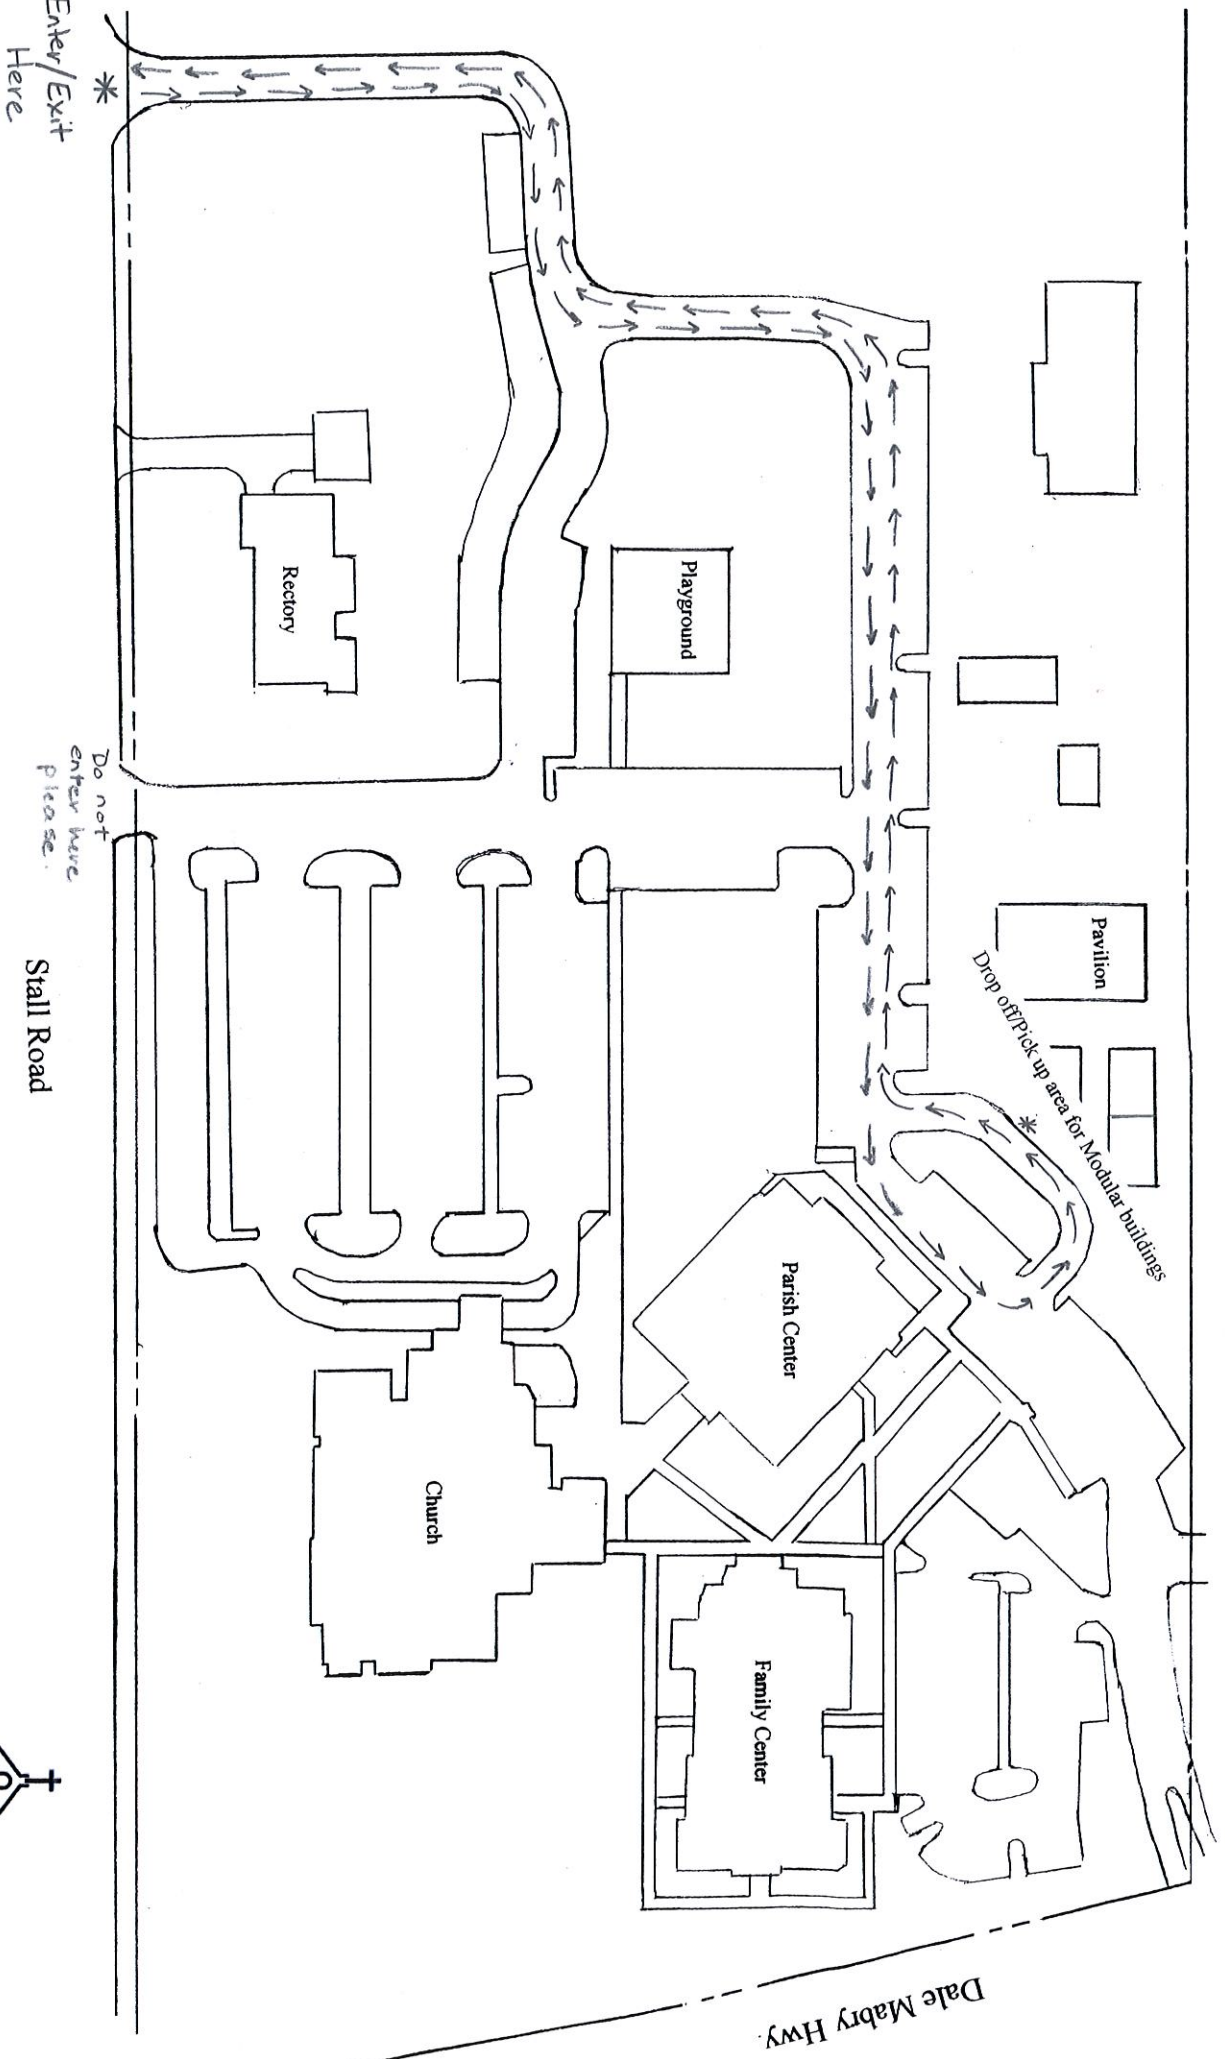 Enter/Exit
Here
*
Do not
enter here
please.
Stall Road
Rectory
Playground
Pavilion
Drop off/Pick up area for Modular buildings
*
Parish Center
Church
Family Center
Dale Mabry Hwy.